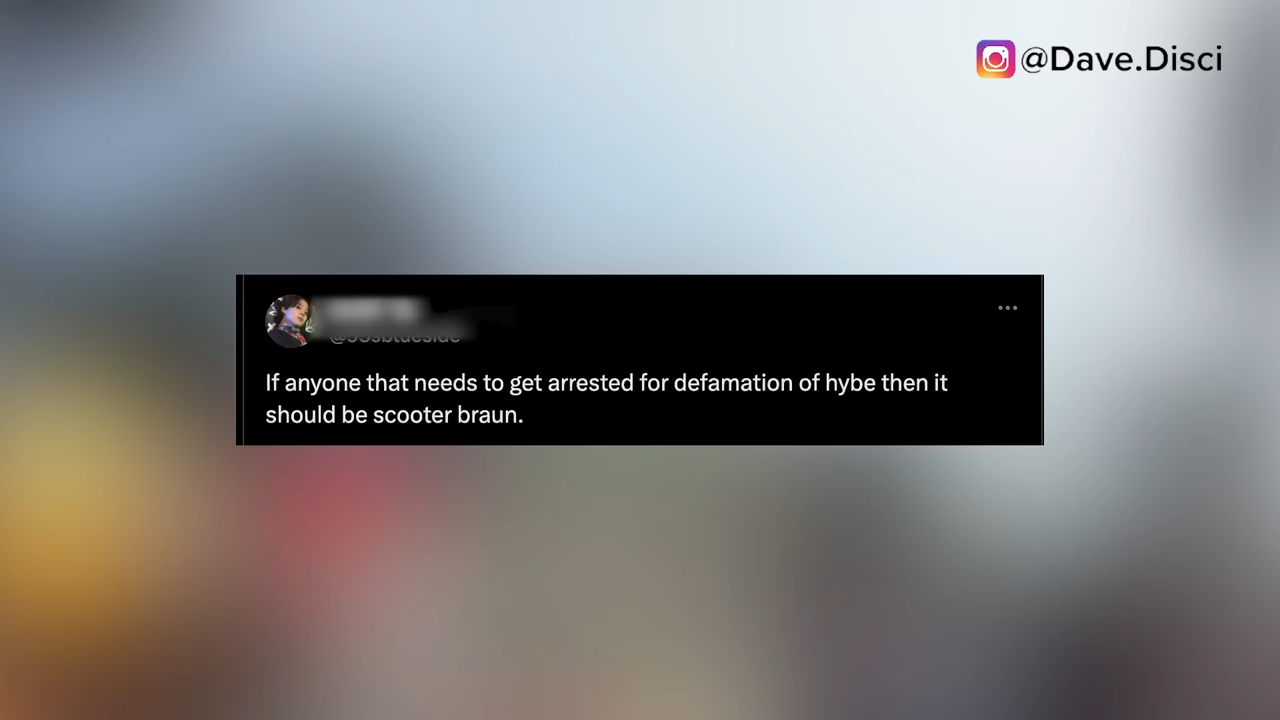 @Dave.Disci
If anyone that needs to get arrested for defamation of hybe then it
should be scooter braun.